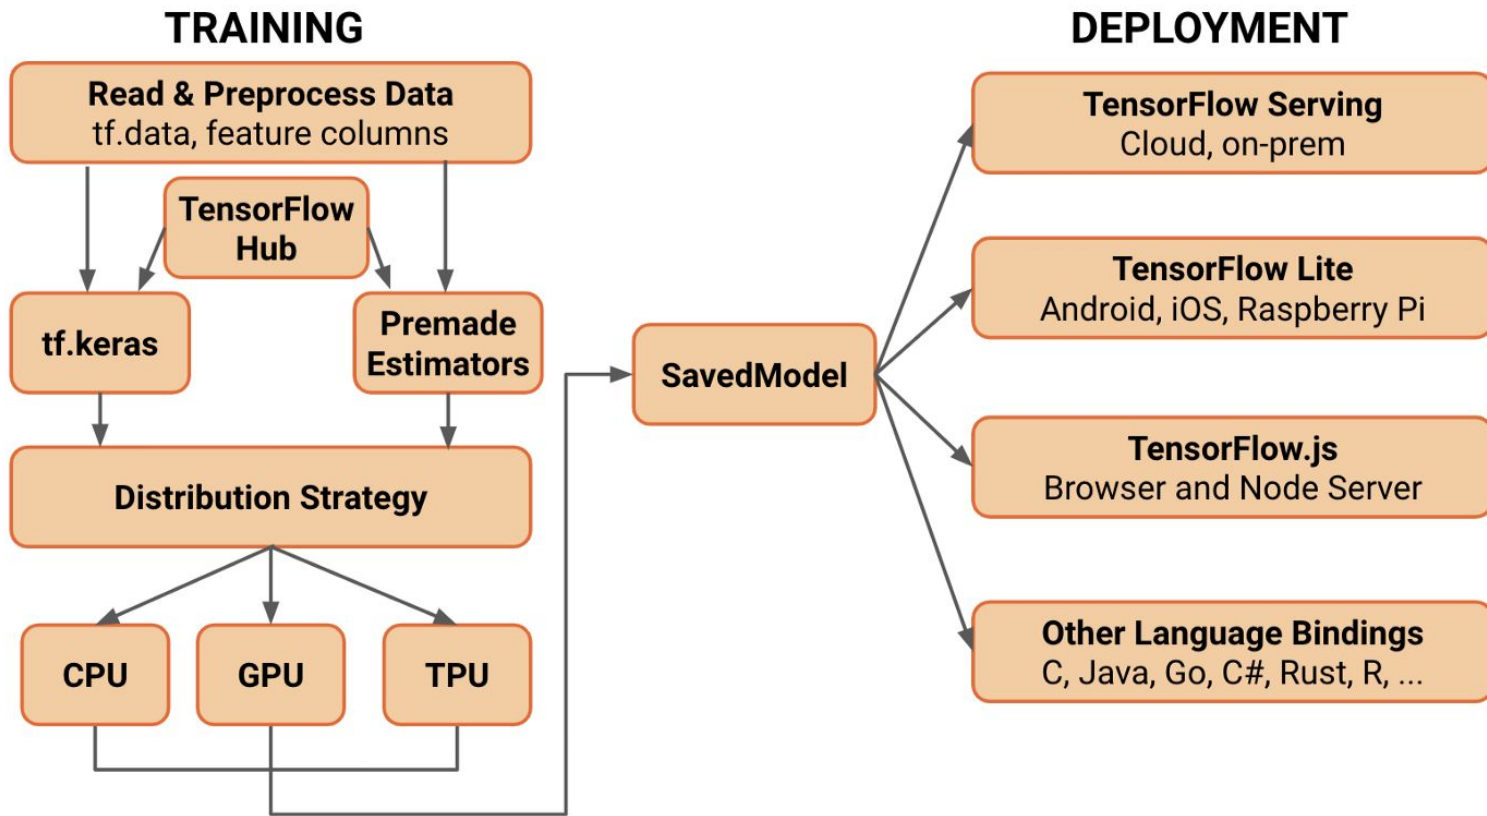 TRAINING
Read & Preprocess Data
tf.data, feature columns
TensorFlow
Hub
tf.keras
Premade
Estimators
Distribution Strategy
CPU
GPU
TPU
SavedModel
DEPLOYMENT
TensorFlow Serving
Cloud, on-prem
TensorFlow Lite
Android, iOS, Raspberry Pi
TensorFlow.js
Browser and Node Server
Other Language Bindings
C, Java, Go, C#, Rust, R, ...